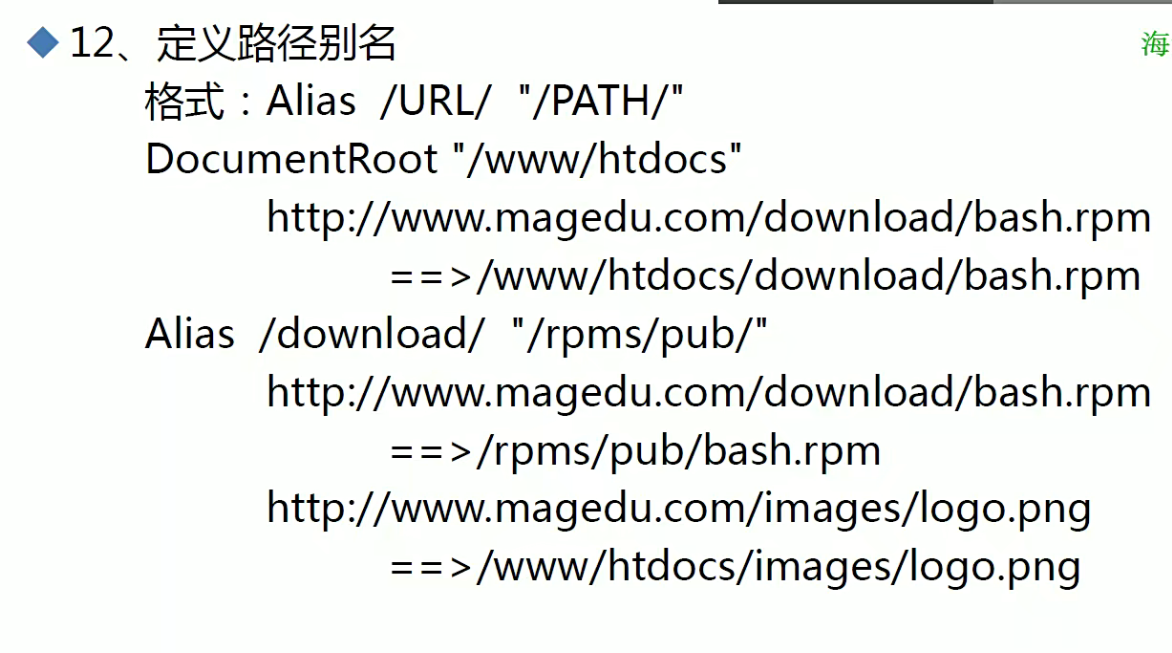 12、定义路径别名
海
格式：Alias /URL/ "/PATH/"
DocumentRoot "/www/htdocs"
http://www.magedu.com/download/bash.rpm
==>/www/htdocs/download/bash.rpm
Alias /download/ "/rpms/pub/"
http://www.magedu.com/download/bash.rpm
==>/rpms/pub/bash.rpm
http://www.magedu.com/images/logo.png
==>/www/htdocs/images/logo.png